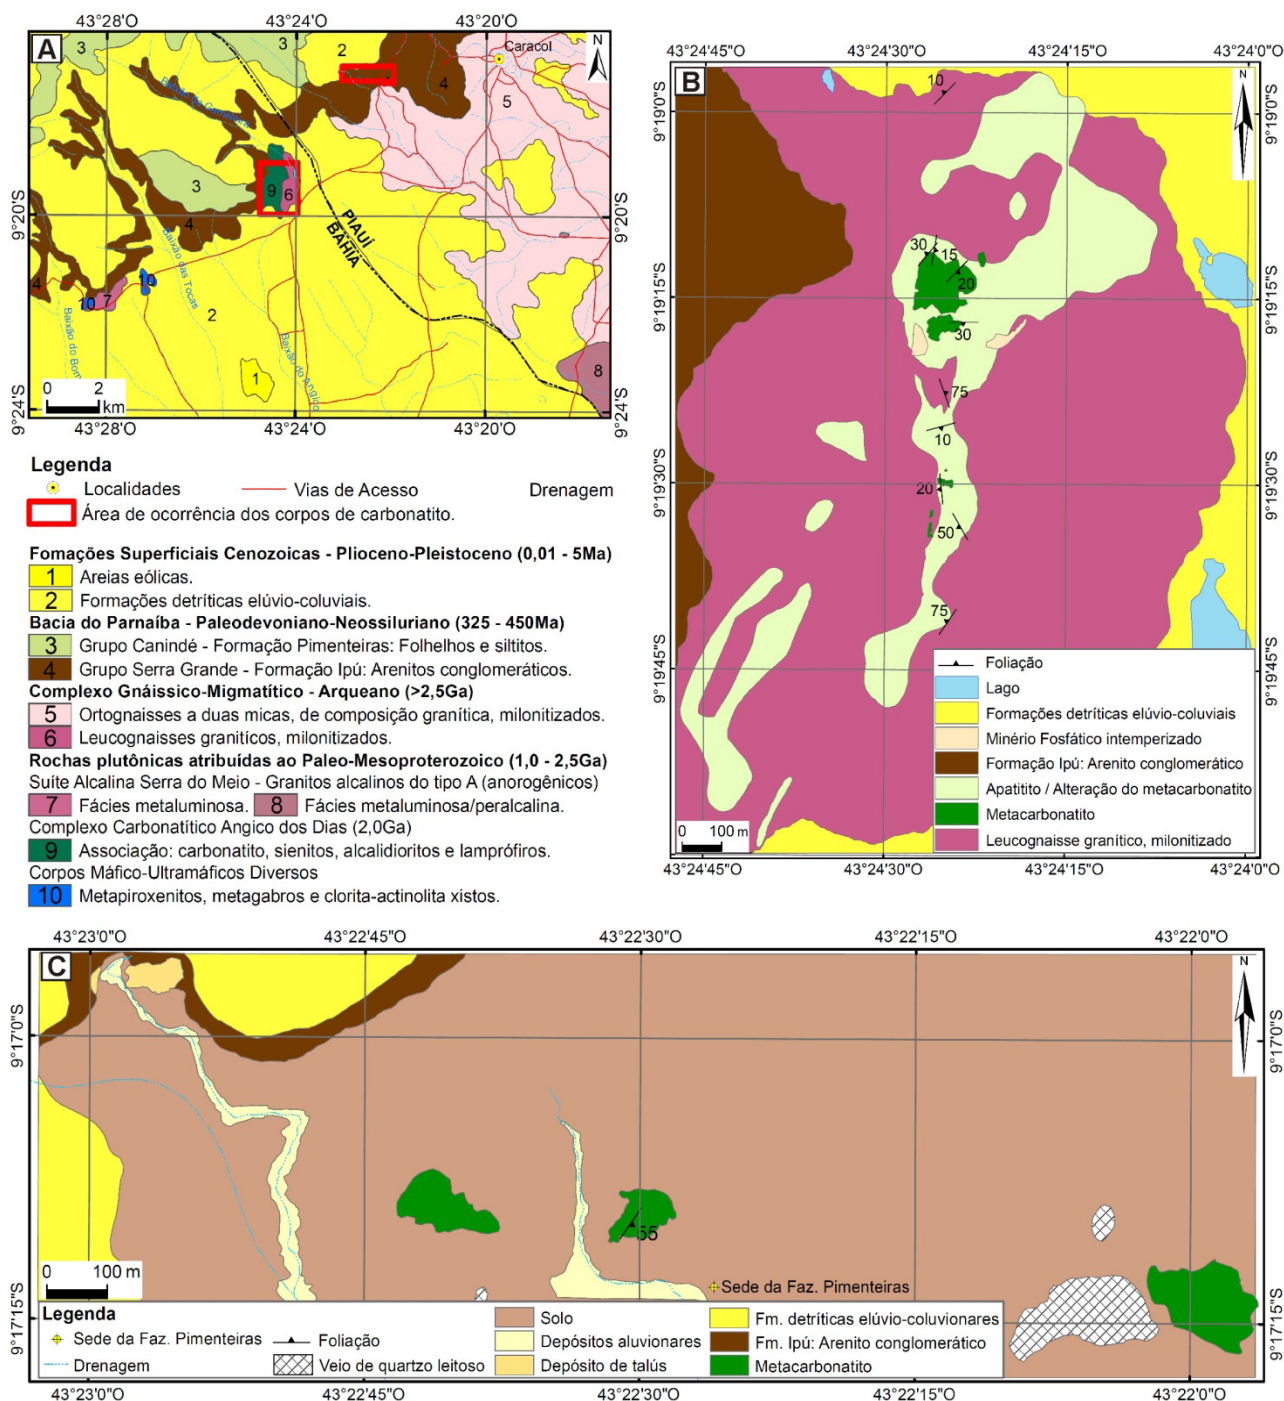 43°28'O 43°24'O 43°20'O
A
N
Caracol
3
3
2
4
5
Baixão da Cacimbeira
3
9
6
PIAUÍ
BAHIA
9°20'S
9°20'S
4
4
10
10
7
2
Baixão das Tocas
Baixão do Bom
Baixão do Angico
1
8
0 2
km
9°24'S
9°24'S
43°28'O 43°24'O 43°20'O
Legenda
Localidades Vias de Acesso Drenagem
Área de ocorrência dos corpos de carbonatito.
Formações Superficiais Cenozoicas - Plioceno-Pleistoceno (0,01 - 5Ma)
1 Areias eólicas.
2 Formações detríticas elúvio-coluviais.
Bacia do Parnaíba - Paleodevoniano-Neossiluriano (325 - 450Ma)
3 Grupo Canindé - Formação Pimenteiras: Folhelhos e siltitos.
4 Grupo Serra Grande - Formação Ipú: Arenitos conglomeráticos.
Complexo Gnáissico-Migmatítico - Arqueano (>2,5Ga)
5 Ortognaisses a duas micas, de composição granítica, milonitizados.
6 Leucognaisses graníticos, milonitizados.
Rochas plutônicas atribuídas ao Paleo-Mesoproterozoico (1,0 - 2,5Ga)
Suíte Alcalina Serra do Meio - Granitos alcalinos do tipo A (anorogênicos)
7 Fácies metaluminosa. 8 Fácies metaluminosa/peralcalina.
Complexo Carbonatítico Angico dos Dias (2,0Ga)
9 Associação: carbonatito, sienitos, alcalidioritos e lamprófiros.
Corpos Máfico-Ultramáficos Diversos
10 Metapiroxenitos, metagabros e clorita-actinolita xistos.
43°24'45"O 43°24'30"O 43°24'15"O 43°24'0"O
B
N
10
9°19'0"S
9°19'0"S
30
15
20
9°19'15"S
9°19'15"S
30
75
10
9°19'30"S
9°19'30"S
20
50
75
9°19'45"S
9°19'45"S
Foliação
Lago
Formações detríticas elúvio-coluviais
Minério Fosfático intemperizado
Formação Ipú: Arenito conglomerático
Apatitito / Alteração do metacarbonatito
Metacarbonatito
Leucognaisse granítico, milonitizado
0 100 m
43°24'45"O 43°24'30"O 43°24'15"O 43°24'0"O
43°23'0"O 43°22'45"O 43°22'30"O 43°22'15"O 43°22'0"O
C
N
9°17'0"S
9°17'0"S
55
0 100 m
Sede da Faz. Pimenteiras
9°17'15"S
9°17'15"S
Legenda
Sede da Faz. Pimenteiras Foliação
Drenagem Veio de quartzo leitoso
Solo Fm. detríticas elúvio-coluvionares
Depósitos aluvionares Fm. Ipú: Arenito conglomerático
Depósito de talús Metacarbonatito
43°23'0"O 43°22'45"O 43°22'30"O 43°22'15"O 43°22'0"O